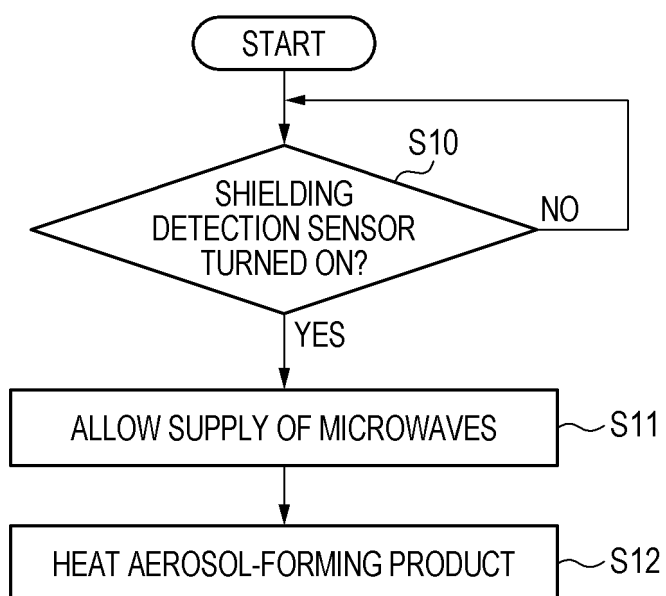 START
S10
SHIELDING
DETECTION SENSOR
TURNED ON?
NO
YES
ALLOW SUPPLY OF MICROWAVES
S11
HEAT AEROSOL-FORMING PRODUCT
S12